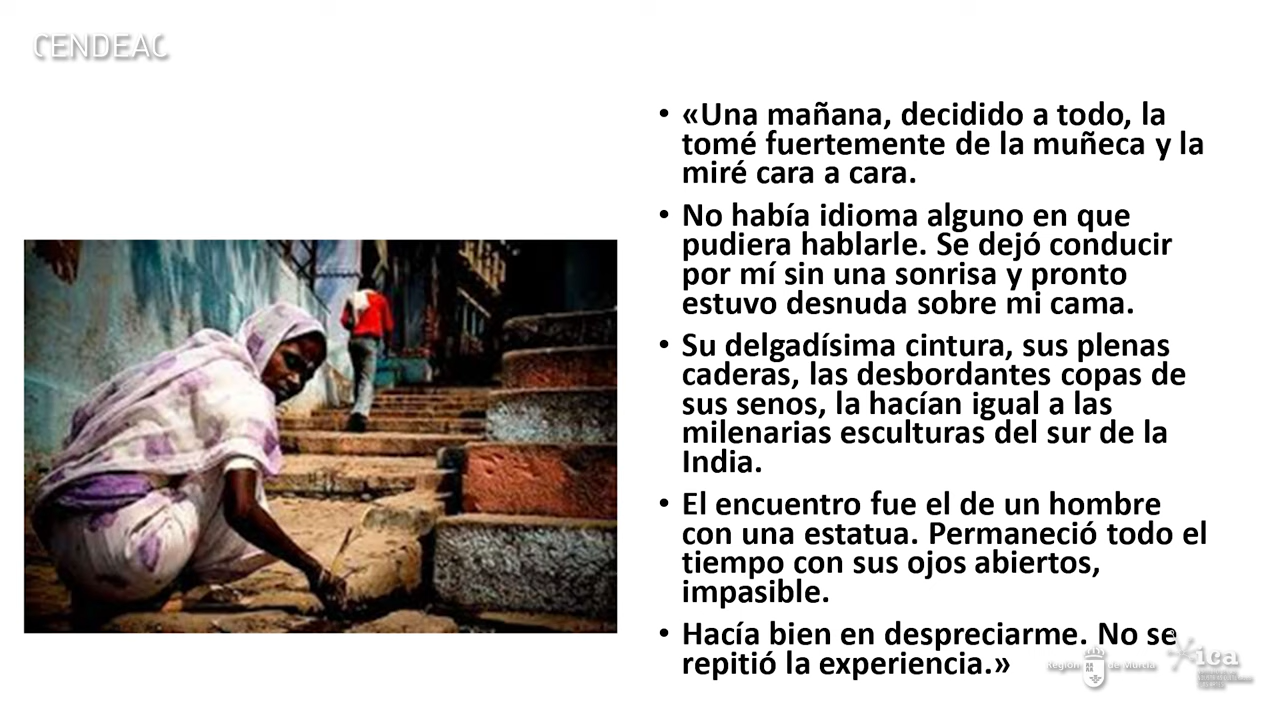 CENDEAC
• «Una mañana, decidido a todo, la
tomé fuertemente de la muñeca y la
miré cara a cara.
• No había idioma alguno en que
pudiera hablarle. Se dejó conducir
por mí sin una sonrisa y pronto
estuvo desnuda sobre mi cama.
• Su delgadísima cintura, sus plenas
caderas, las desbordantes copas de
sus senos, la hacían igual a las
milenarias esculturas del sur de la
India.
• El encuentro fue el de un hombre
con una estatua. Permaneció todo el
tiempo con sus ojos abiertos,
impasible.
• Hacía bien en despreciarme. No se
repitió la experiencia.»
Región de Murcia
ica